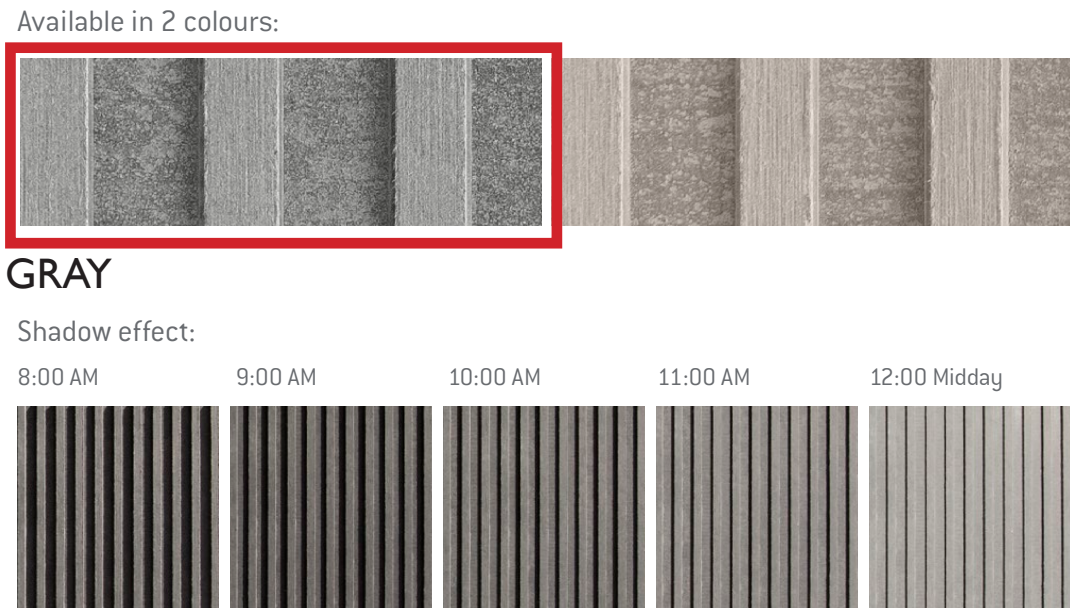 Available in 2 colours:
GRAY
Shadow effect:
8:00 AM
9:00 AM
10:00 AM
11:00 AM
12:00 Midday